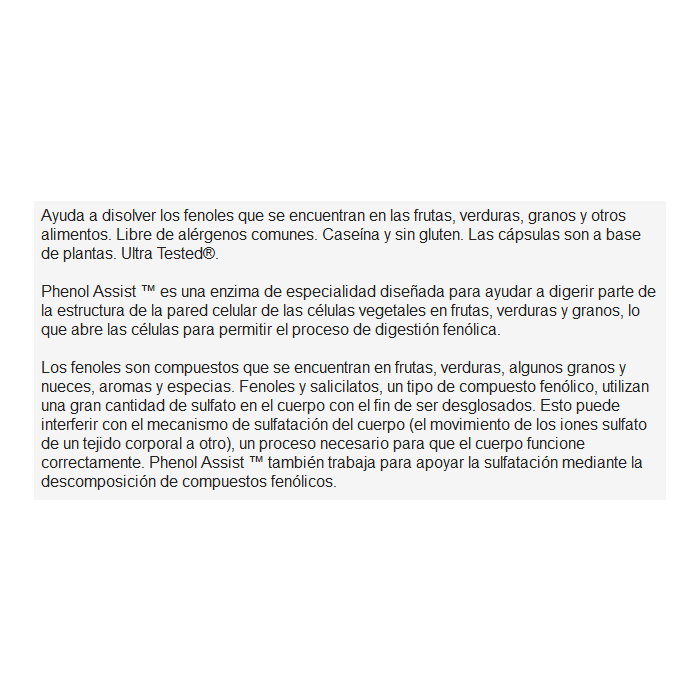 Ayuda a disolver los fenoles que se encuentran en las frutas, verduras, granos y otros
alimentos. Libre de alérgenos comunes. Caseína y sin gluten. Las cápsulas son a base
de plantas. Ultra Tested®.
Phenol Assist ™ es una enzima de especialidad diseñada para ayudar a digerir parte de
la estructura de la pared celular de las células vegetales en frutas, verduras y granos, lo
que abre las células para permitir el proceso de digestión fenólica.
Los fenoles son compuestos que se encuentran en frutas, verduras, algunos granos y
nueces, aromas y especias. Fenoles y salicilatos, un tipo de compuesto fenólico, utilizan
una gran cantidad de sulfato en el cuerpo con el fin de ser desglosados. Esto puede
interferir con el mecanismo de sulfatación del cuerpo (el movimiento de los iones sulfato
de un tejido corporal a otro), un proceso necesario para que el cuerpo funcione
correctamente. Phenol Assist ™ también trabaja para apoyar la sulfatación mediante la
descomposición de compuestos fenólicos.